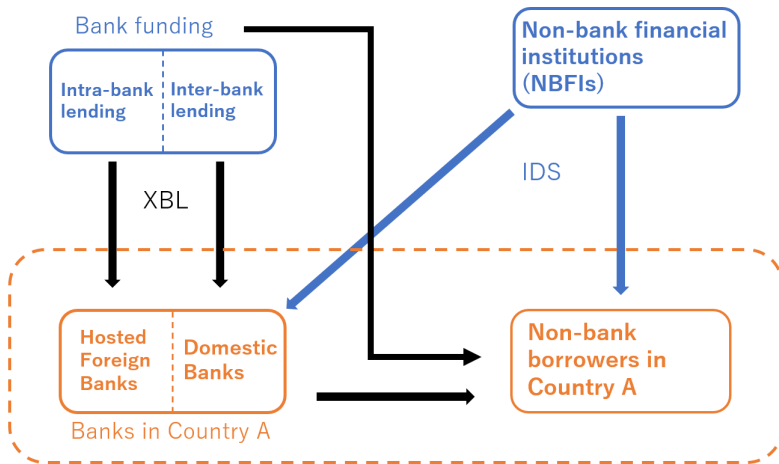 Bank funding
Intra-bank
lending
Inter-bank
lending
Non-bank financial
institutions
(NBFIs)
XBL
IDS
Hosted
Foreign
Banks
Domestic
Banks
Banks in Country A
Non-bank
borrowers in
Country A